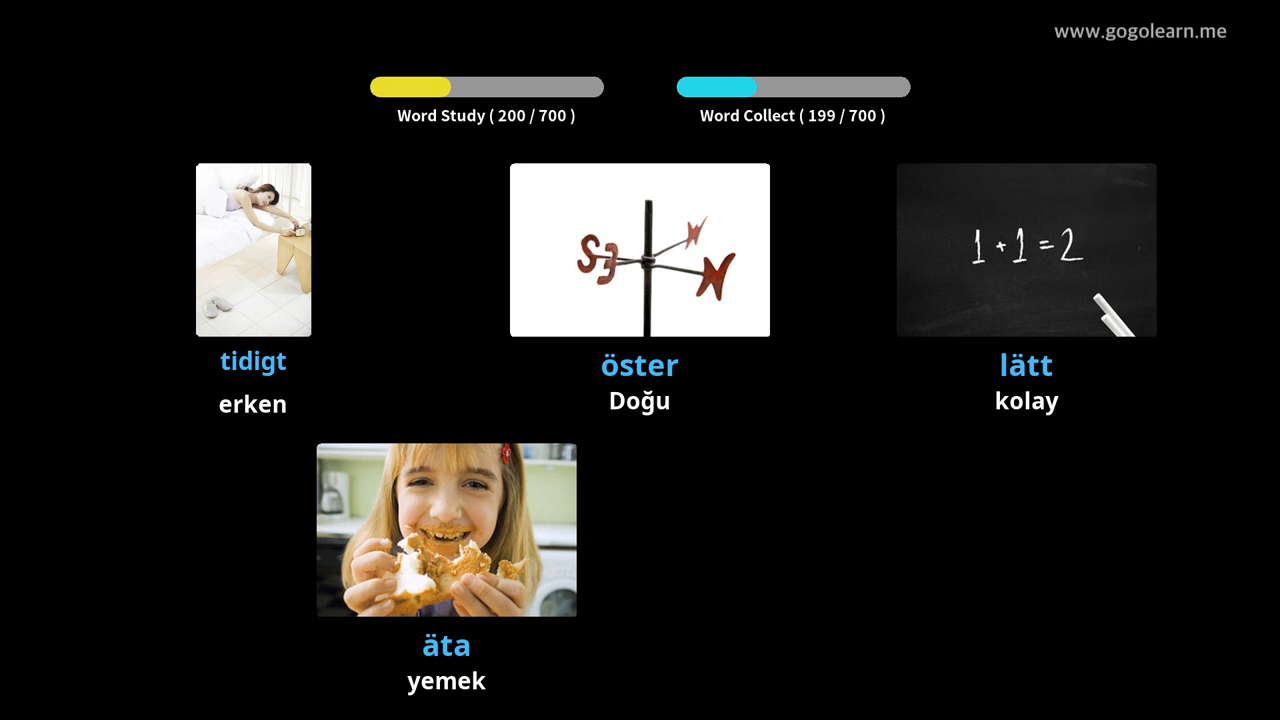 www.gogolearn.me
Word Study ( 200 / 700 )
Word Collect ( 199 / 700 )
S E N W
1 + 1 = 2
tidigt
erken
öster
Doğu
lätt
kolay
äta
yemek